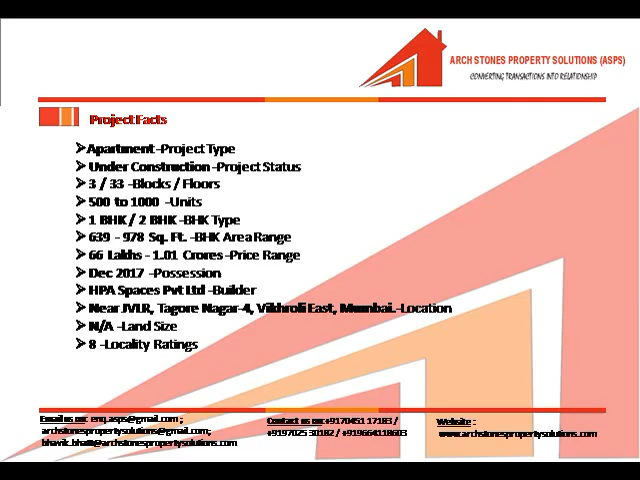 ARCH STONES PROPERTY SOLUTIONS (ASPS)
CONVERTING TRANSACTIONS INTO RELATIONSHIP
Project Facts
➢Apartment -Project Type
➢Under Construction -Project Status
➢3 / 33 -Blocks / Floors
➢500 to 1000 -Units
➢1 BHK / 2 BHK -BHK Type
➢639 - 978 Sq. Ft. -BHK Area Range
➢66 Lakhs - 1.01 Crores -Price Range
➢Dec 2017 -Possession
➢HPA Spaces Pvt Ltd -Builder
➢Near JVLR, Tagore Nagar-4, Vikhroli East, Mumbai. -Location
➢N/A -Land Size
➢8 -Locality Ratings
Email us on: enq.asps@gmail.com ;
archstonespropertysolutions@gmail.com;
bhavik.bhatt@archstonespropertysolutions.com
Contact us on:+917045117183 /
+919702530182 / +919664118603
Website :
www.archstonespropertysolutions.com